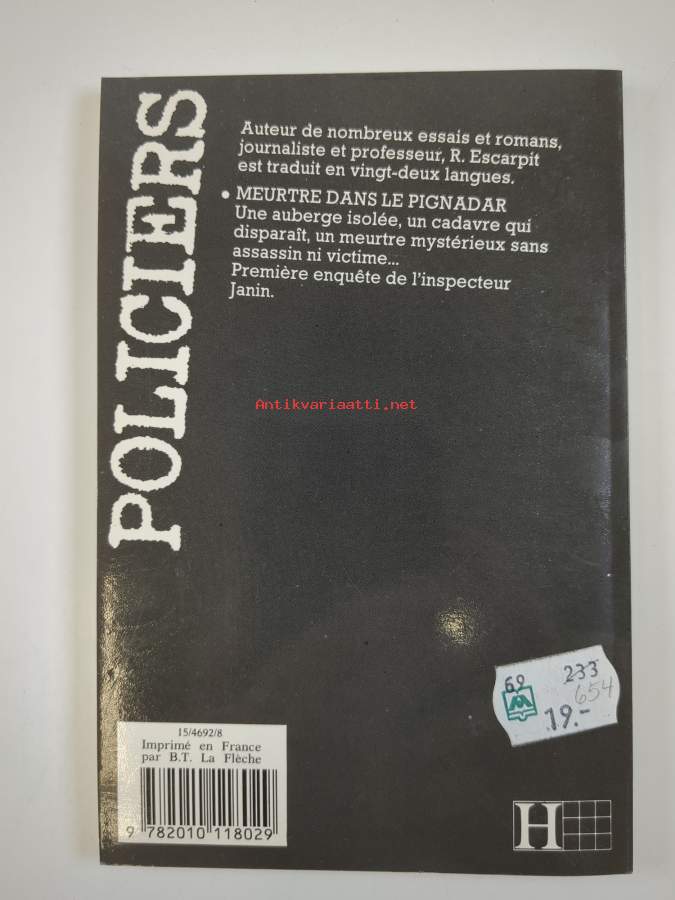 POLICIERS
Auteur de nombreux essais et romans,
journaliste et professeur, R. Escarpit
est traduit en vingt-deux langues.
• MEURTRE DANS LE PIGNADAR
Une auberge isolée, un cadavre qui
disparaît, un meurtre mystérieux sans
assassin ni victime...
Première enquête de l'inspecteur
Janin.
Antikvariaatti.net
69 233
654
19.-
15/4692/8
Imprimé en France
par B.T. La Flèche
9 782010 118029
H